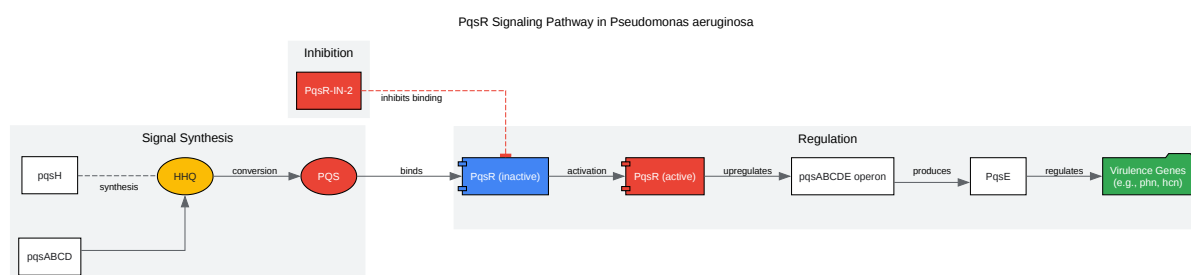 PqsR Signaling Pathway in Pseudomonas aeruginosa
Inhibition
PqsR-IN-2
inhibits binding
Signal Synthesis
pqsH
synthesis
HHQ
conversion
PQS
binds
pqsABCD
Regulation
PqsR (inactive)
activation
PqsR (active)
upregulates
pqsABCDE operon
produces
PqsE
regulates
Virulence Genes
(e.g., phn, hcn)